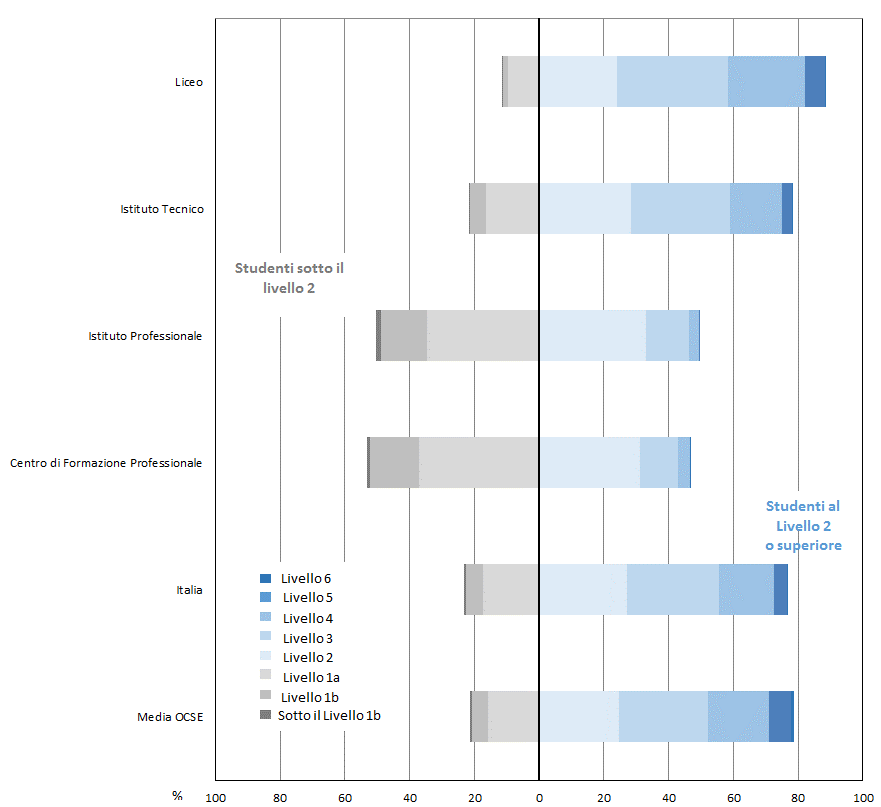 Liceo
Istituto Tecnico
Studenti sotto il
livello 2
Istituto Professionale
Centro di Formazione Professionale
Studenti al
Livello 2
o superiore
Italia
Livello 6
Livello 5
Livello 4
Livello 3
Livello 2
Livello 1a
Livello 1b
Sotto il Livello 1b
Media OCSE
% 100 80 60 40 20 0 20 40 60 80 100